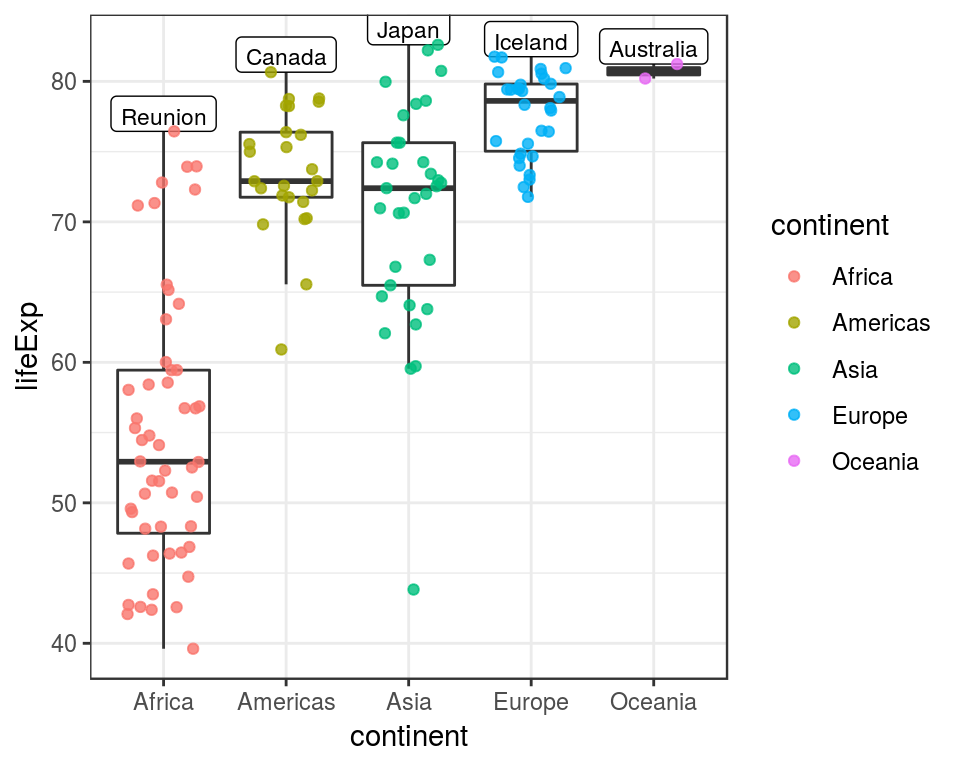 Japan
Iceland
Australia
Canada
Reunion
80
70
60
50
40
lifeExp
Africa
Americas
Asia
Europe
Oceania
continent
continent
Africa
Americas
Asia
Europe
Oceania